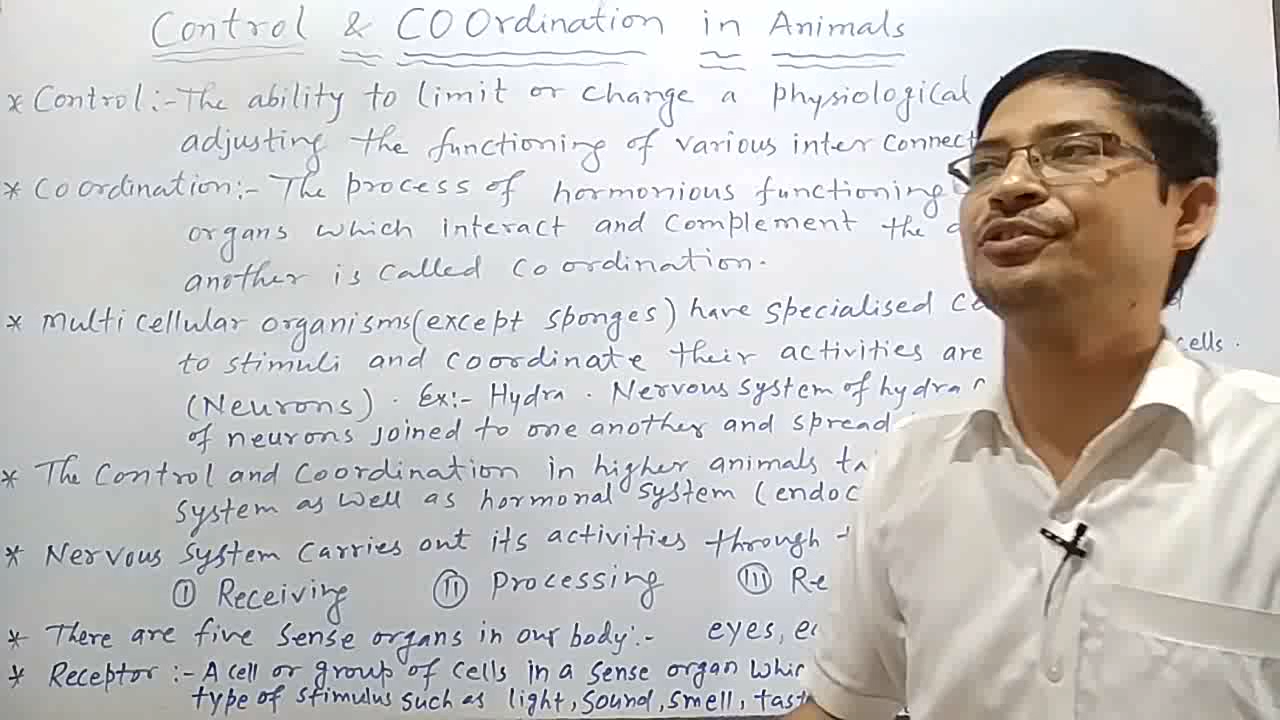 Control & COOrdination in Animals
* Control:- The ability to limit or change a physiological
adjusting the functioning of various inter connect
* Coordination:- The process of hormonious functioning
organs which interact and complement the
another is called Coordination.
* Multicellular organisms(except sponges) have specialised
to stimuli and coordinate their activities are cells.
(Neurons). Ex:- Hydra. Nervous system of hydra
of neurons joined to one another and spread
* The Control and Coordination in higher animals
system as well as hormonal system (endoc
* Nervous system carries out its activities through
① Receiving ⑪ Processing ⑪⑪ Re
* There are five sense organs in our body:- eyes,
* Receptor:- A cell or group of cells in a sense organ whic
type of stimulus such as light, sound, smell, tast